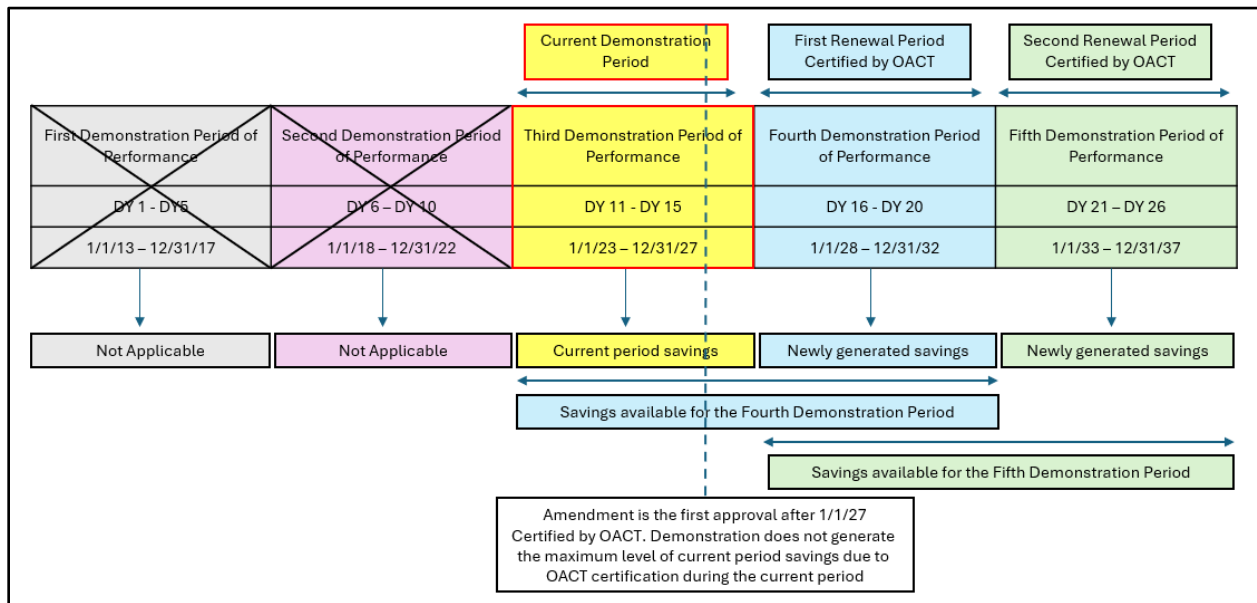 Current Demonstration
Period
First Renewal Period
Certified by OACT
Second Renewal Period
Certified by OACT
First Demonstration Period of
Performance
Second Demonstration Period
of Performance
Third Demonstration Period of
Performance
Fourth Demonstration Period
of Performance
Fifth Demonstration Period of
Performance
DY 1 - DY5
DY 6 – DY 10
DY 11 - DY 15
DY 16 - DY 20
DY 21 – DY 26
1/1/13 – 12/31/17
1/1/18 – 12/31/22
1/1/23 – 12/31/27
1/1/28 – 12/31/32
1/1/33 – 12/31/37
Not Applicable
Not Applicable
Current period savings
Newly generated savings
Newly generated savings
Savings available for the Fourth Demonstration Period
Savings available for the Fifth Demonstration Period
Amendment is the first approval after 1/1/27
Certified by OACT. Demonstration does not generate
the maximum level of current period savings due to
OACT certification during the current period